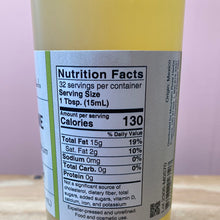 Nutrition Facts
32 servings per container
Serving Size
1 Tbsp. (15mL)
Amount per serving
Calories 130
% Daily Value
Total Fat 15g 19%
Sat. Fat 2g 10%
Sodium 0mg 0%
Total Carb. 0g 0%
Protein 0g
Not a significant source of
cholesterol, dietary fiber, total
sugars, added sugars, vitamin D,
calcium, iron, and potassium
Expeller-pressed and unrefined.
Food and cosmetic use.